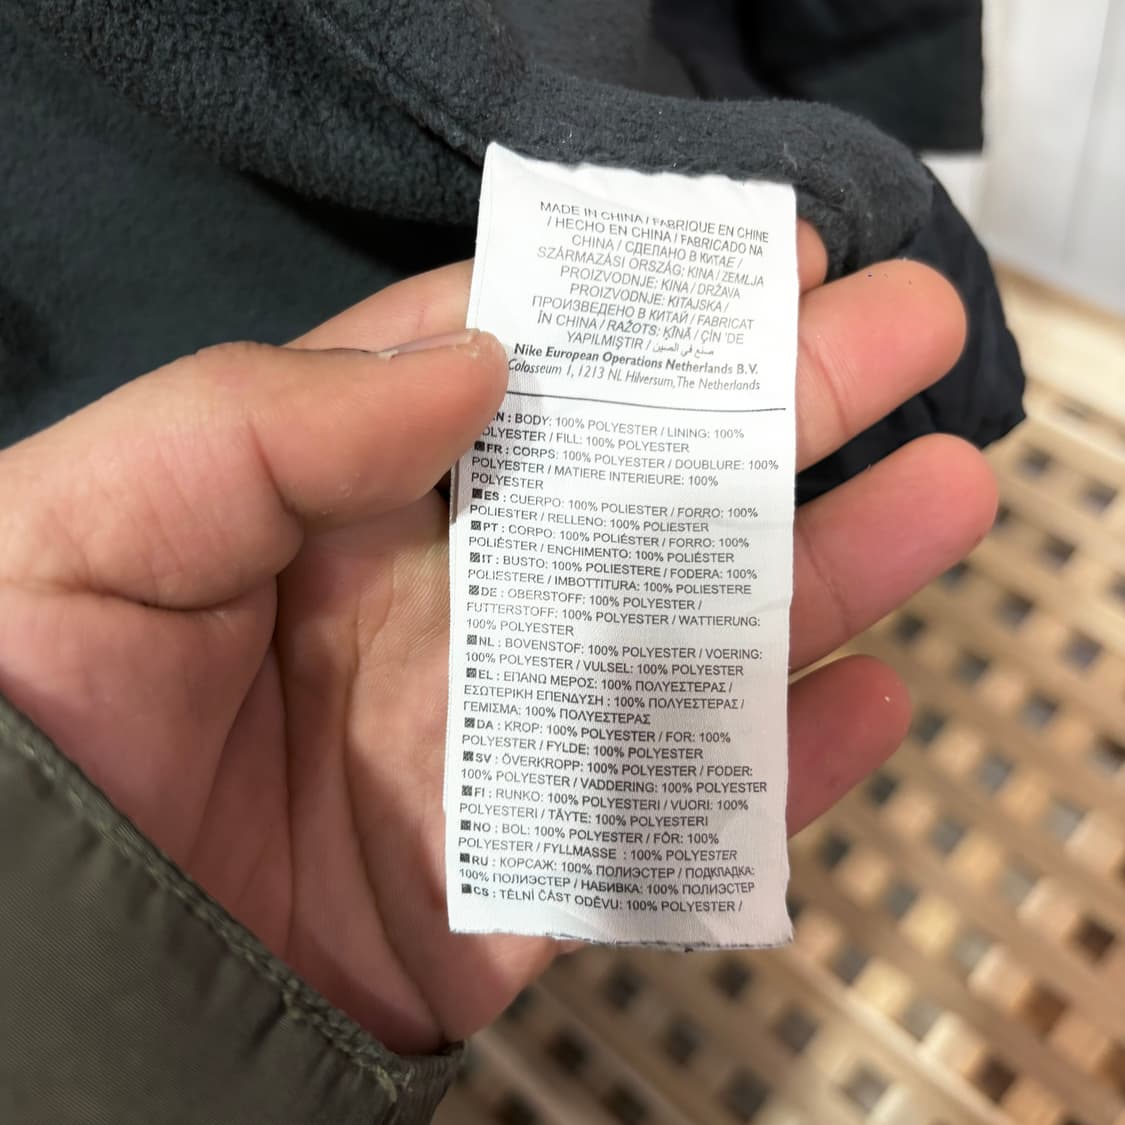 MADE IN CHINA / FABRIQUE EN CHINE
/ HECHO EN CHINA / FABRICADO NA
CHINA / СДЕЛАНО В КИТАЕ /
SZÁRMAZÁSI ORSZÁG: KINA / ZEMLJA
PROIZVODNJE: KINA / DRŽAVA
PROIZVODNJE: KITAJSKA /
ПРОИЗВЕДЕНО В КИТАЙ / FABRICAT
ÎN CHINA / RAŽOTS: ĶĪNĀ / ÇİN 'DE
YAPILMIŞTIR / صنع في الصين
Nike European Operations Netherlands B.V.
Colosseum 1, 1213 NL Hilversum, The Netherlands
EN : BODY: 100% POLYESTER / LINING: 100%
POLYESTER / FILL: 100% POLYESTER
FR : CORPS: 100% POLYESTER / DOUBLURE: 100%
POLYESTER / MATIERE INTERIEURE: 100%
POLYESTER
ES : CUERPO: 100% POLIESTER / FORRO: 100%
POLIESTER / RELLENO: 100% POLIESTER
PT : CORPO: 100% POLIÉSTER / FORRO: 100%
POLIÉSTER / ENCHIMENTO: 100% POLIÉSTER
IT : BUSTO: 100% POLIESTERE / FODERA: 100%
POLIESTERE / IMBOTTITURA: 100% POLIESTERE
DE : OBERSTOFF: 100% POLYESTER /
FUTTERSTOFF: 100% POLYESTER / WATTIERUNG:
100% POLYESTER
NL : BOVENSTOF: 100% POLYESTER / VOERING:
100% POLYESTER / VULSEL: 100% POLYESTER
EL : ΕΠΑΝΩ ΜΕΡΟΣ: 100% ΠΟΛΥΕΣΤΕΡΑΣ /
ΕΣΩΤΕΡΙΚΗ ΕΠΕΝΔΥΣΗ : 100% ΠΟΛΥΕΣΤΕΡΑΣ /
ΓΕΜΙΣΜΑ: 100% ΠΟΛΥΕΣΤΕΡΑΣ
DA : KROP: 100% POLYESTER / FOR: 100%
POLYESTER / FYLDE: 100% POLYESTER
SV : ÖVERKROPP: 100% POLYESTER / FODER:
100% POLYESTER / VADDERING: 100% POLYESTER
FI : RUNKO: 100% POLYESTERI / VUORI: 100%
POLYESTERI / TÄYTE: 100% POLYESTERI
NO : BOL: 100% POLYESTER / FÔR: 100%
POLYESTER / FYLLMASSE : 100% POLYESTER
RU : КОРСАЖ: 100% ПОЛИЭСТЕР / ПОДКЛАДКА:
100% ПОЛИЭСТЕР / НАБИВКА: 100% ПОЛИЭСТЕР
CS : TĚLNÍ ČÁST ODĚVU: 100% POLYESTER /